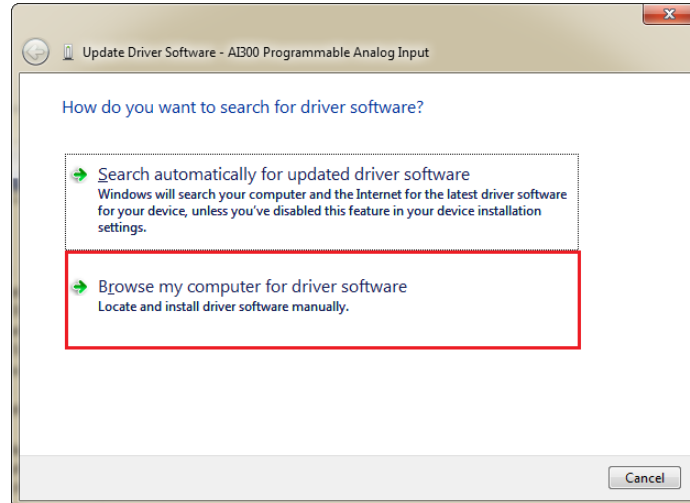 Update Driver Software - AI300 Programmable Analog Input
How do you want to search for driver software?
Search automatically for updated driver software
Windows will search your computer and the Internet for the latest driver software
for your device, unless you've disabled this feature in your device installation
settings.
Browse my computer for driver software
Locate and install driver software manually.
Cancel